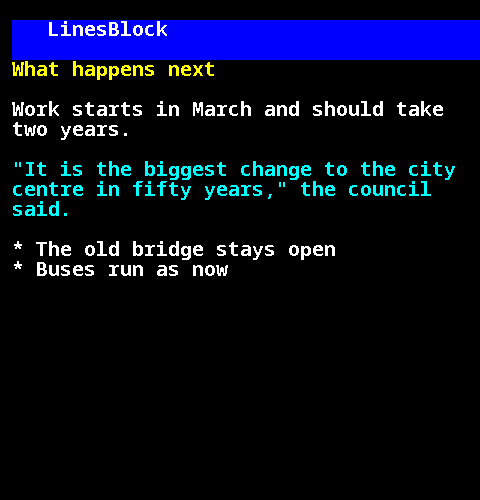 LinesBlock
What happens next
Work starts in March and should take
two years.
"It is the biggest change to the city
centre in fifty years," the council
said.
* The old bridge stays open
* Buses run as now